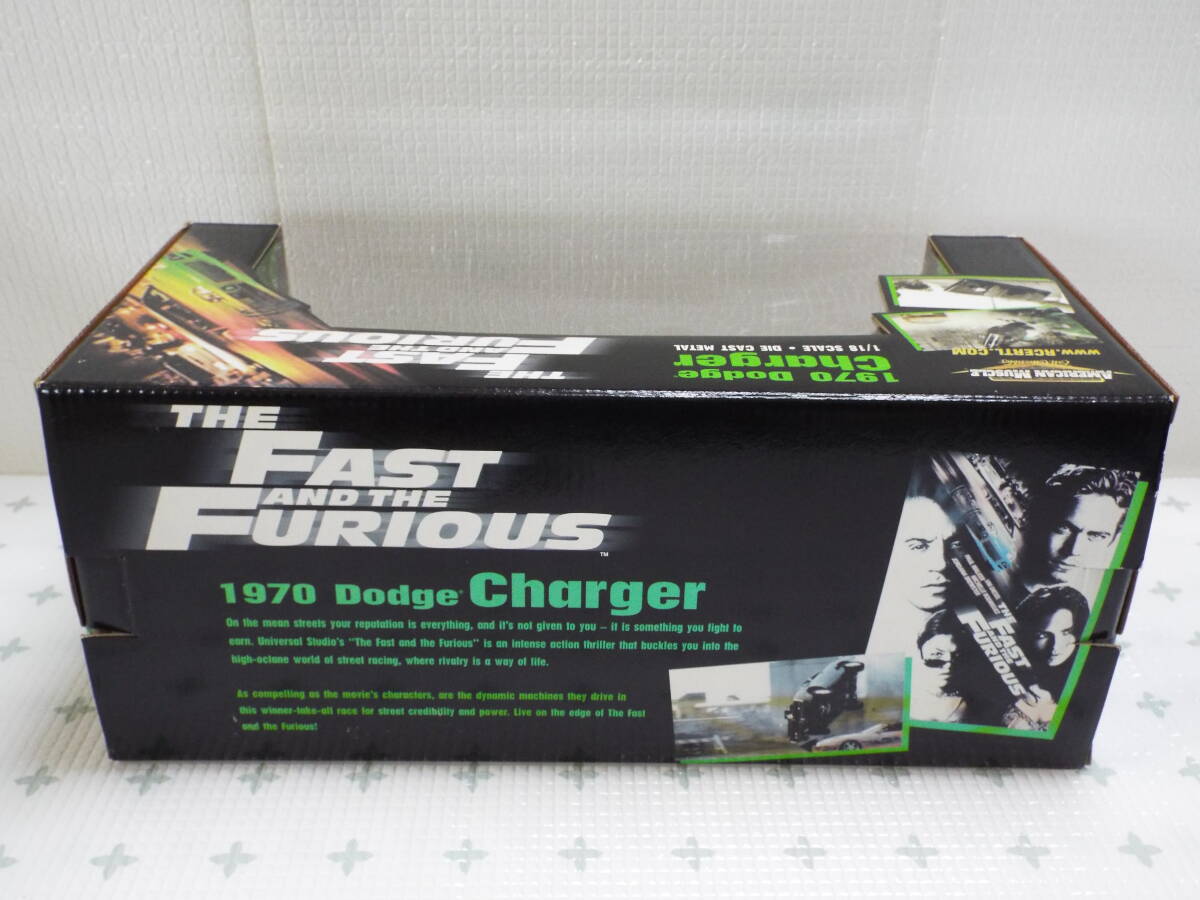 THE
FAST
AND THE
FURIOUS
1970 Dodge
Charger
1/18 SCALE • DIE CAST METAL
AMERICAN MUSCLE
WWW.RCERTL.COM
THE
FAST
AND THE
FURIOUS™
1970 Dodge® Charger
On the mean streets your reputation is everything, and it's not given to you – it is something you fight to
earn. Universal Studio's "The Fast and the Furious" is an intense action thriller that buckles you into the
high-octane world of street racing, where rivalry is a way of life.
As compelling as the movie's characters, are the dynamic machines they drive in
this winner-take-all race for street credibility and power. Live on the edge of The Fast
and the Furious!
THE
FAST
AND THE
FURIOUS